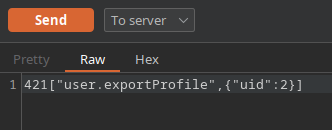 Send To server
Pretty Raw Hex
1 421["user.exportProfile",{"uid":2}]